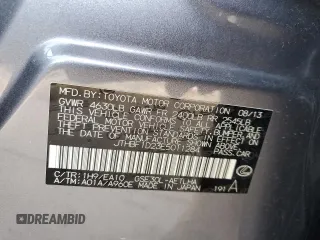 MFD. BY: TOYOTA MOTOR CORPORATION 08/13
GVWR 4630LB GAWR FR 2400LB RR 2545LB
THIS VEHICLE CONFORMS TO ALL APPLICABLE
FEDERAL MOTOR VEHICLE SAFETY, BUMPER, AND
THEFT PREVENTION STANDARDS IN EFFECT ON
THE DATE OF MANUFACTURE SHOWN ABOVE.
PASS.CAR
C/TR: 1H9/EA10 GSE30L-AETLHA
A/TM: A01A/A960E MADE IN JAPAN 191 A
AUTOBIDMASTER